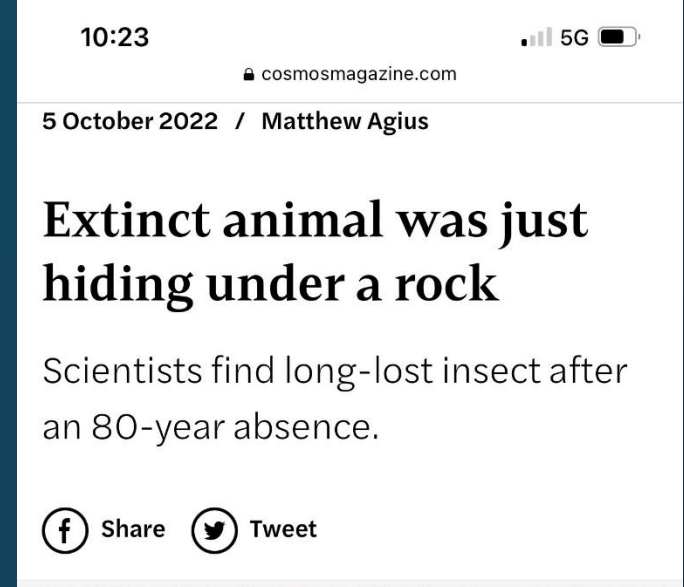 10:23 5G
cosmosmagazine.com
5 October 2022 / Matthew Agius
Extinct animal was just
hiding under a rock
Scientists find long-lost insect after
an 80-year absence.
f Share Tweet